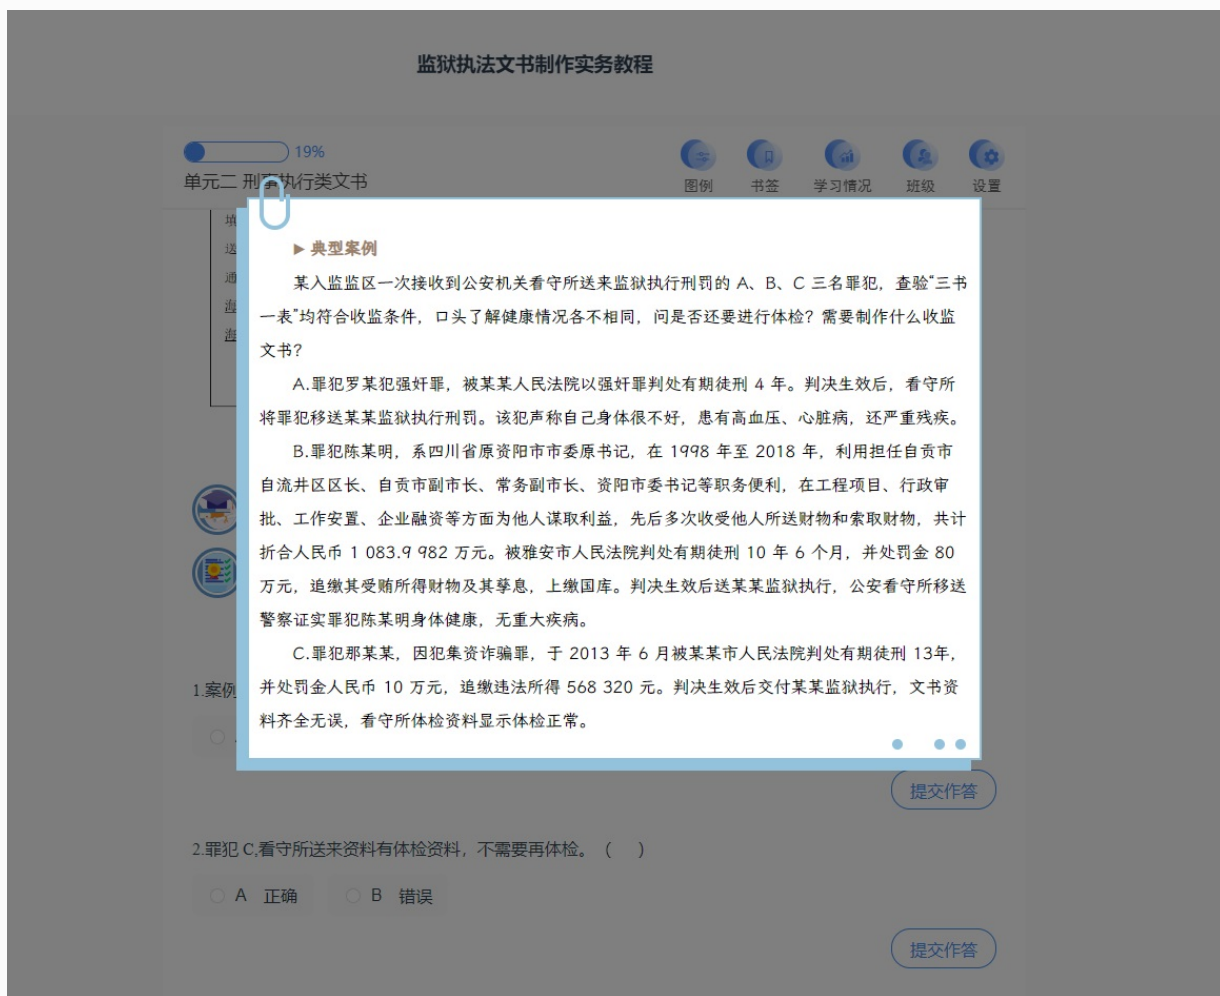 监狱执法文书制作实务教程
19%
单元二 刑事执行类文书
图例 书签 学习情况 班级 设置
填
送
通
▶ 典型案例
某入监监区一次接收到公安机关看守所送来监狱执行刑罚的 A、B、C 三名罪犯，查验“三书
一表”均符合收监条件，口头了解健康情况各不相同，问是否还要进行体检？需要制作什么收监
文书？
A.罪犯罗某犯强奸罪，被某某人民法院以强奸罪判处有期徒刑 4 年。判决生效后，看守所
将罪犯移送某某监狱执行刑罚。该犯声称自己身体很不好，患有高血压、心脏病，还严重残疾。
B.罪犯陈某明，系四川省原资阳市市委原书记，在 1998 年至 2018 年，利用担任自贡市
自流井区区长、自贡市副市长、常务副市长、资阳市委书记等职务便利，在工程项目、行政审
批、工作安置、企业融资等方面为他人谋取利益，先后多次收受他人所送财物和索取财物，共计
折合人民币 1 083.9 982 万元。被雅安市人民法院判处有期徒刑 10 年 6 个月，并处罚金 80
万元，追缴其受贿所得财物及其孳息，上缴国库。判决生效后送某某监狱执行，公安看守所移送
警察证实罪犯陈某明身体健康，无重大疾病。
C.罪犯那某某，因犯集资诈骗罪，于 2013 年 6 月被某某市人民法院判处有期徒刑 13年，
并处罚金人民币 10 万元，追缴违法所得 568 320 元。判决生效后交付某某监狱执行，文书资
料齐全无误，看守所体检资料显示体检正常。
1.案例
提交作答
2.罪犯 C,看守所送来资料有体检资料，不需要再体检。（ ）
A 正确 B 错误
提交作答